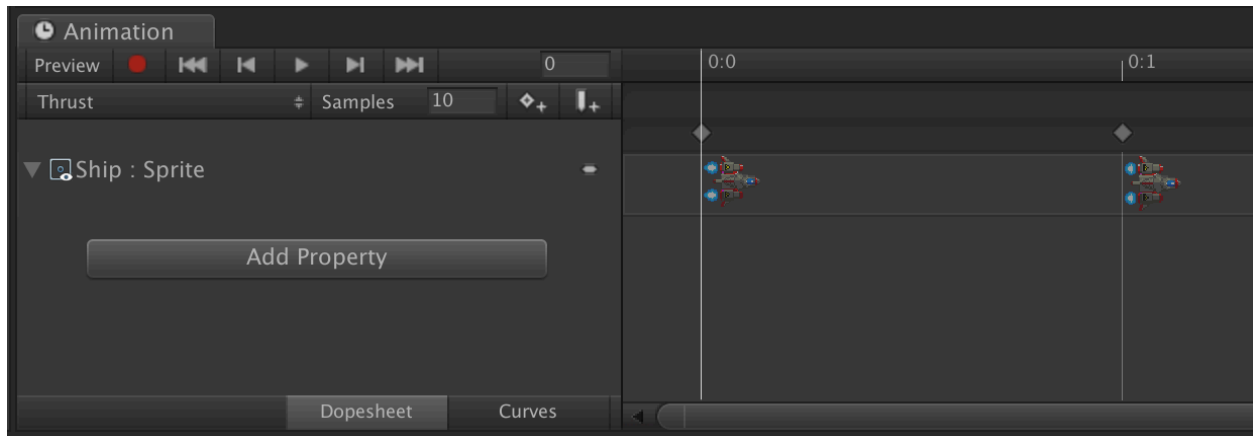 Animation
Preview 0 0:0 0:1
Thrust Samples 10
Ship : Sprite
Add Property
Dopesheet Curves